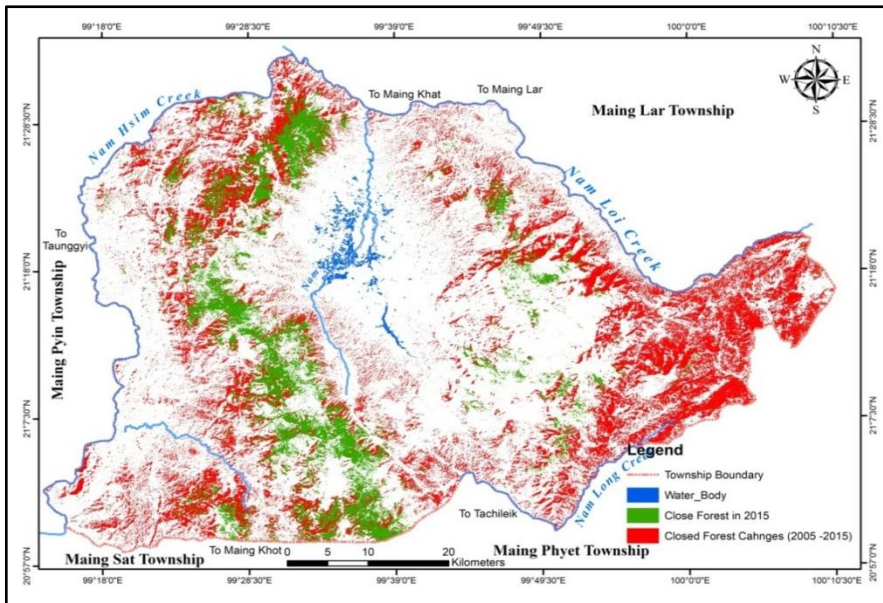 99°18'0"E
99°28'30"E
99°39'0"E
99°49'30"E
100°0'0"E
100°10'30"E
N
W E
S
To Maing Khat
To Maing Lar
Maing Lar Township
Nam Hsim Creek
21°28'30"N
21°28'30"N
Nam Loi Creek
To
Taunggyi
21°18'0"N
21°18'0"N
Nam
Maing Pyin Township
21°7'30"N
21°7'30"N
Legend
Township Boundary
Water_Body
Close Forest in 2015
Closed Forest Cahnges (2005 -2015)
Nam Long Creek
To Tachileik
Maing Sat Township
To Maing Khot
Maing Phyet Township
0 5 10 20
Kilometers
20°57'0"N
20°57'0"N
99°18'0"E
99°28'30"E
99°39'0"E
99°49'30"E
100°0'0"E
100°10'30"E